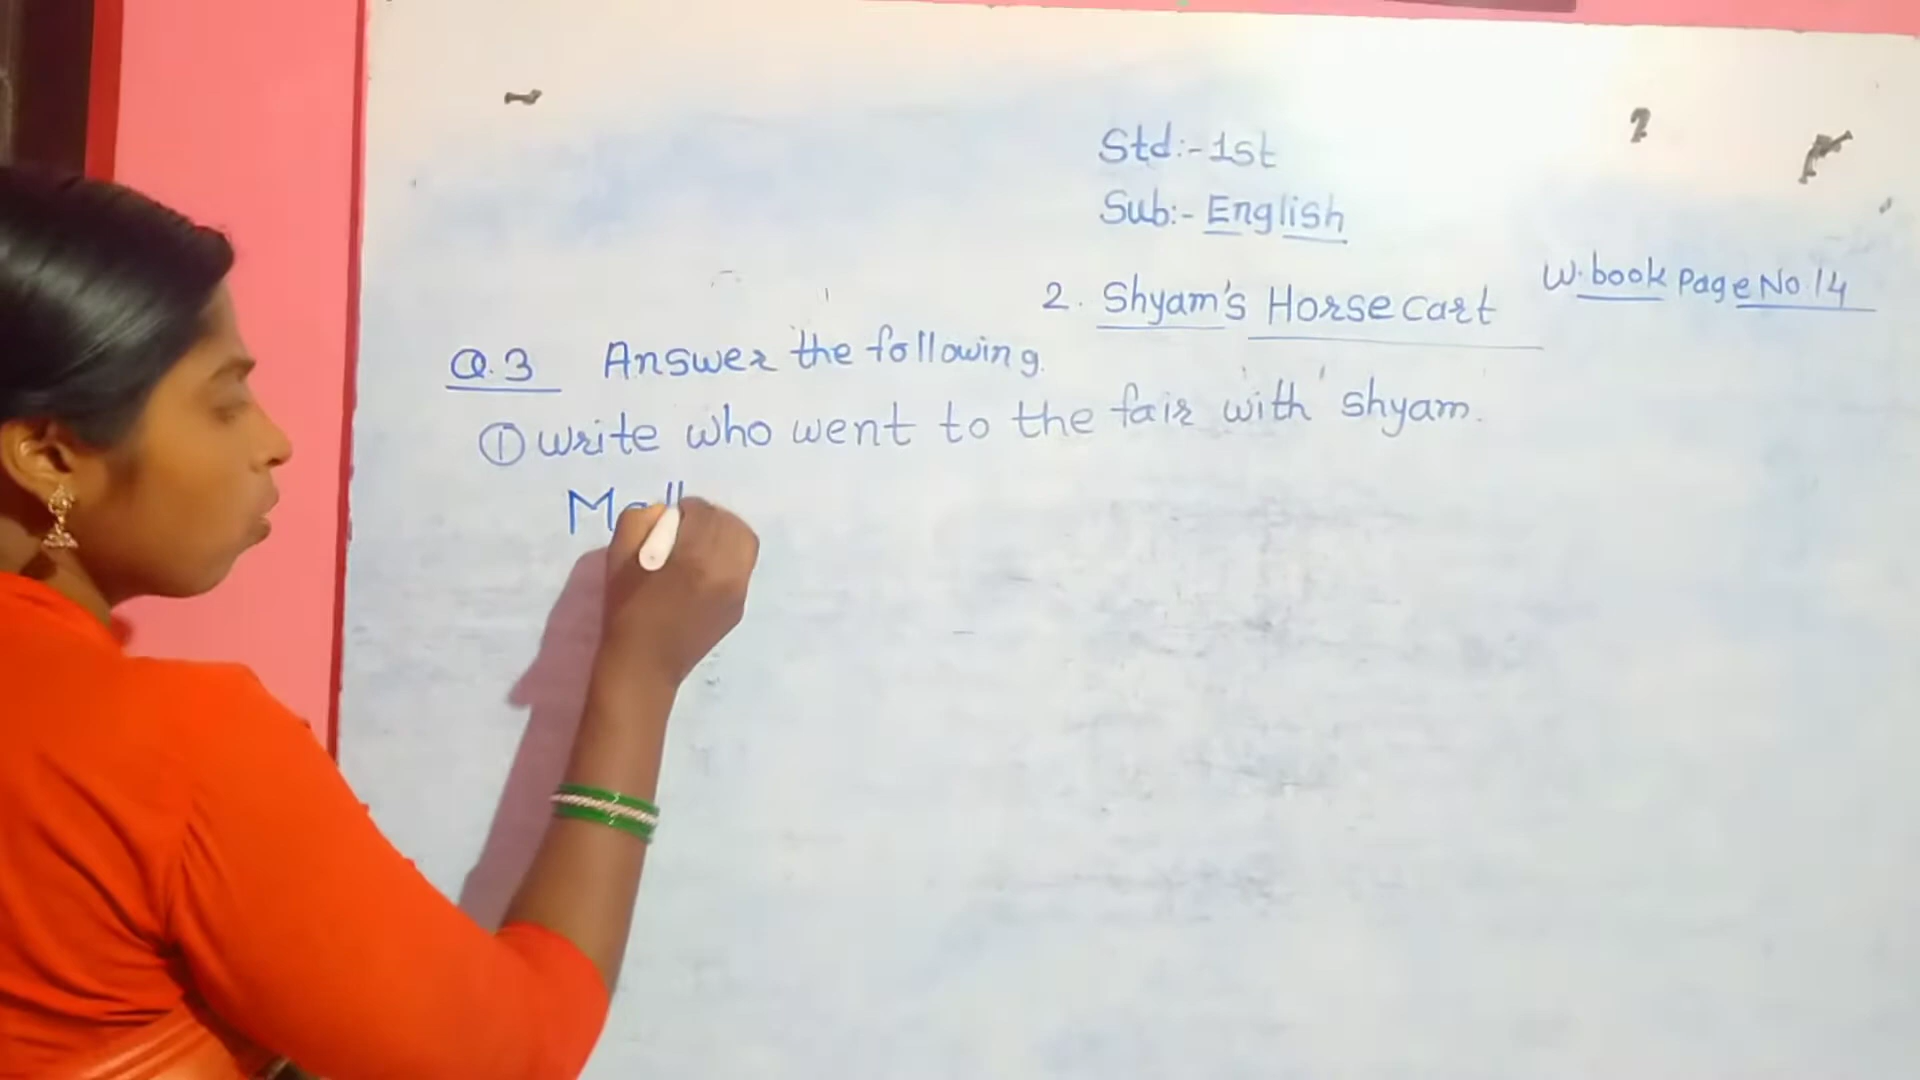 Std:- 1st
Sub:- English
W.book Page No.14
2. Shyam's Horse cart
Q.3 Answer the following.
① write who went to the fair with shyam.